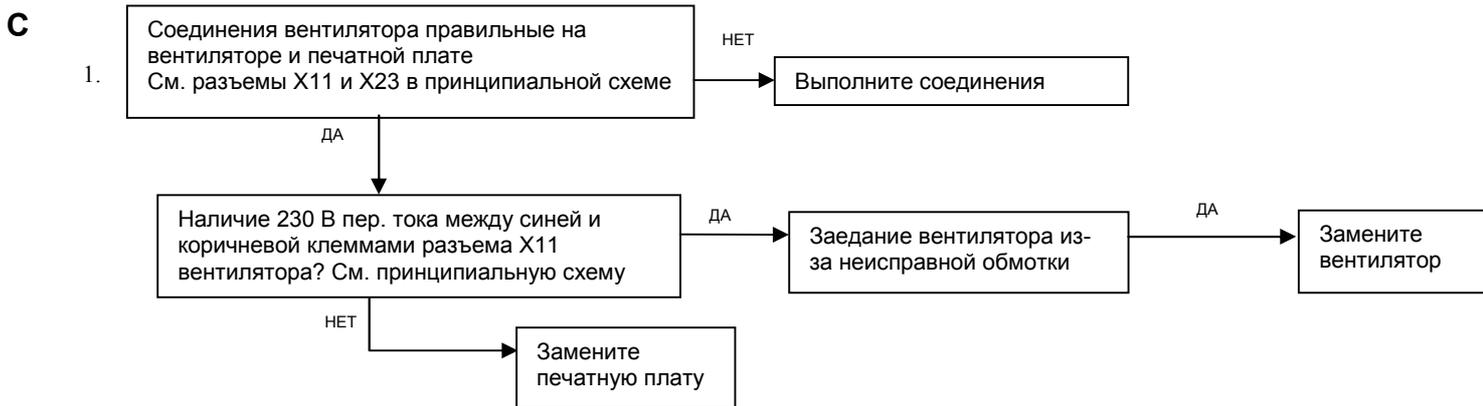 С
1.
Соединения вентилятора правильные на
вентиляторе и печатной плате
См. разъемы X11 и X23 в принципиальной схеме
НЕТ
Выполните соединения
ДА
Наличие 230 В пер. тока между синей и
коричневой клеммами разъема X11
вентилятора? См. принципиальную схему
ДА
Заедание вентилятора из-
за неисправной обмотки
ДА
Замените
вентилятор
НЕТ
Замените
печатную плату